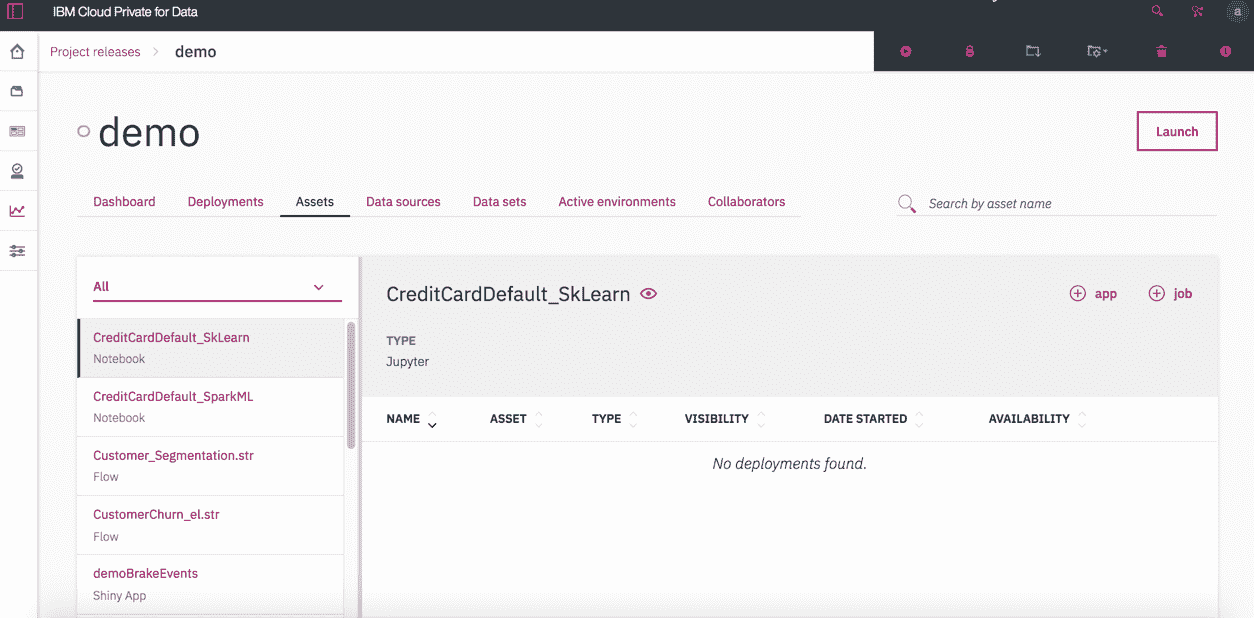 IBM Cloud Private for Data
a
Project releases > demo
demo
Launch
Dashboard Deployments Assets Data sources Data sets Active environments Collaborators
Search by asset name
All
CreditCardDefault_SkLearn
Notebook
CreditCardDefault_SparkML
Notebook
Customer_Segmentation.str
Flow
CustomerChurn_el.str
Flow
demoBrakeEvents
Shiny App
CreditCardDefault_SkLearn
app job
TYPE
Jupyter
NAME ASSET TYPE VISIBILITY DATE STARTED AVAILABILITY
No deployments found.